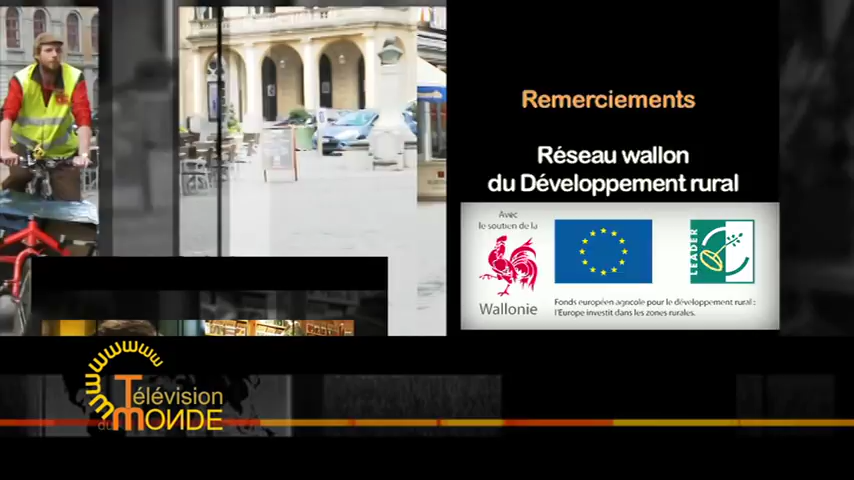 Remerciements
Réseau wallon
du Développement rural
Avec
le soutien de la
Wallonie
LEADER
Fonds européen agricole pour le développement rural :
l'Europe investit dans les zones rurales.
wwwwwwwww
Télévision
du MONDE